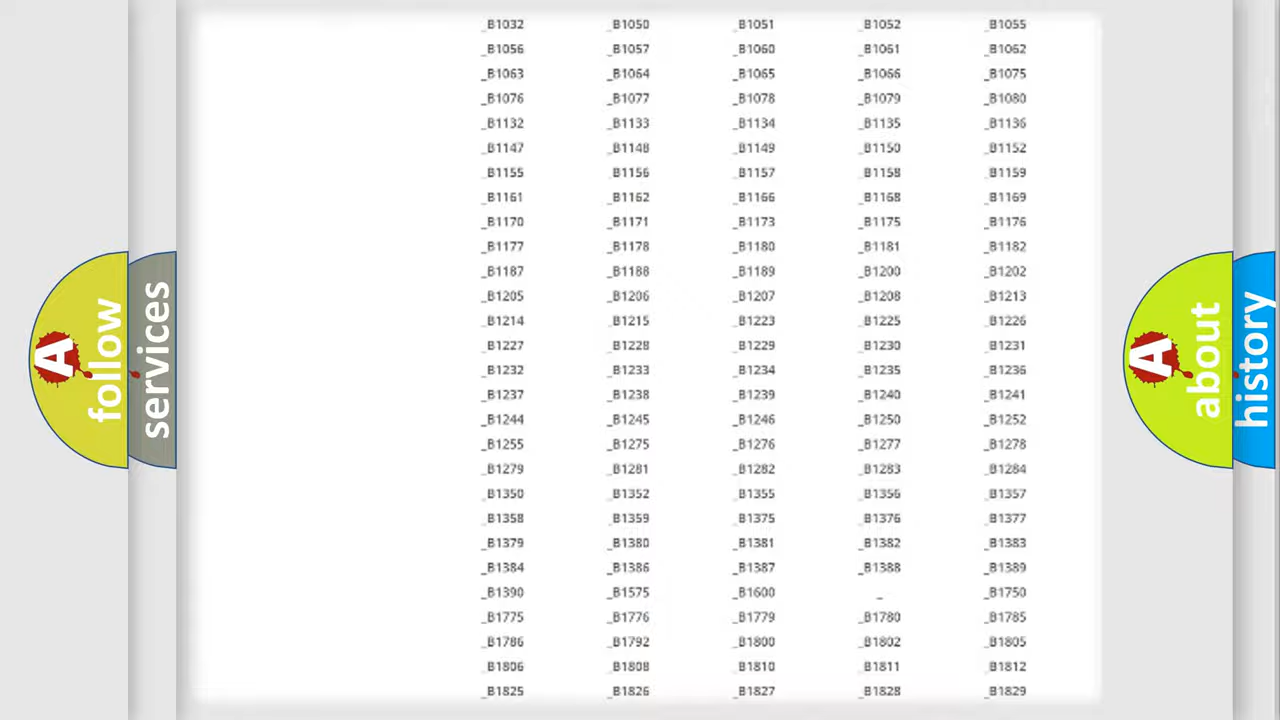 _B1032 _B1050 _B1051 _B1052 _B1055
_B1056 _B1057 _B1060 _B1061 _B1062
_B1063 _B1064 _B1065 _B1066 _B1075
_B1076 _B1077 _B1078 _B1079 _B1080
_B1132 _B1133 _B1134 _B1135 _B1136
_B1147 _B1148 _B1149 _B1150 _B1152
_B1155 _B1156 _B1157 _B1158 _B1159
_B1161 _B1162 _B1166 _B1168 _B1169
_B1170 _B1171 _B1173 _B1175 _B1176
_B1177 _B1178 _B1180 _B1181 _B1182
_B1187 _B1188 _B1189 _B1200 _B1202
_B1205 _B1206 _B1207 _B1208 _B1213
_B1214 _B1215 _B1223 _B1225 _B1226
_B1227 _B1228 _B1229 _B1230 _B1231
_B1232 _B1233 _B1234 _B1235 _B1236
_B1237 _B1238 _B1239 _B1240 _B1241
_B1244 _B1245 _B1246 _B1250 _B1252
_B1255 _B1275 _B1276 _B1277 _B1278
_B1279 _B1281 _B1282 _B1283 _B1284
_B1350 _B1352 _B1355 _B1356 _B1357
_B1358 _B1359 _B1375 _B1376 _B1377
_B1379 _B1380 _B1381 _B1382 _B1383
_B1384 _B1386 _B1387 _B1388 _B1389
_B1390 _B1575 _B1600 _ _B1750
_B1775 _B1776 _B1779 _B1780 _B1785
_B1786 _B1792 _B1800 _B1802 _B1805
_B1806 _B1808 _B1810 _B1811 _B1812
_B1825 _B1826 _B1827 _B1828 _B1829
A
follow
services
A
about
history